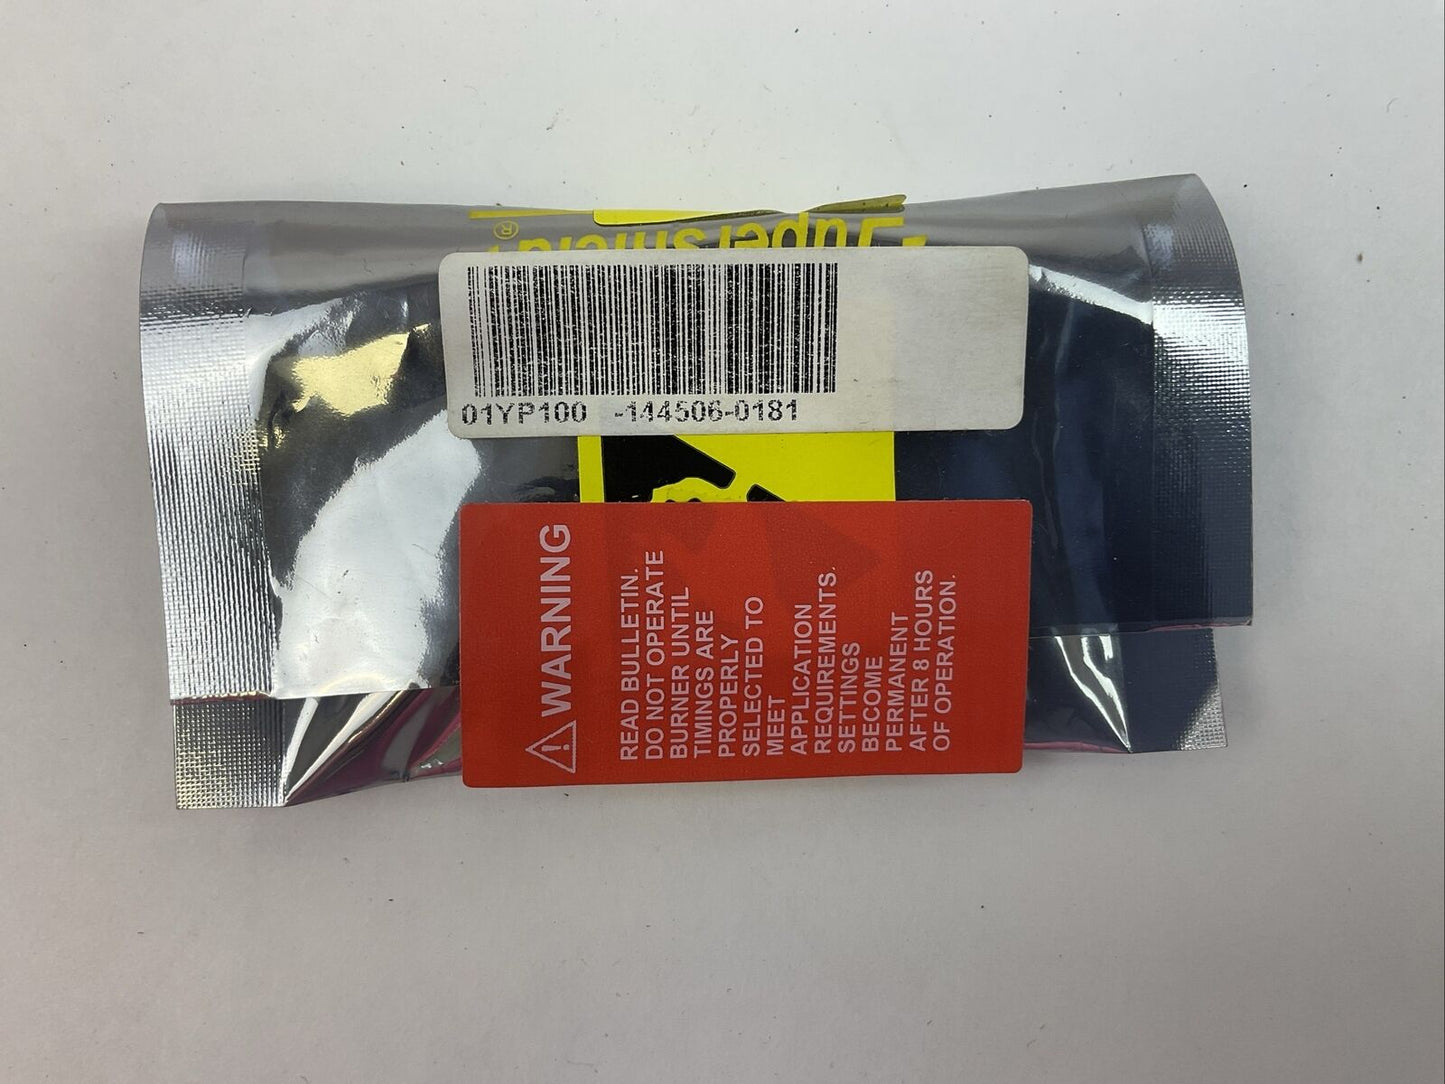 Supershield®
01YP100 -144506-0181
WARNING
READ BULLETIN.
DO NOT OPERATE
BURNER UNTIL
TIMINGS ARE
PROPERLY
SELECTED TO
MEET
APPLICATION
REQUIREMENTS.
SETTINGS
BECOME
PERMANENT
AFTER 8 HOURS
OF OPERATION.